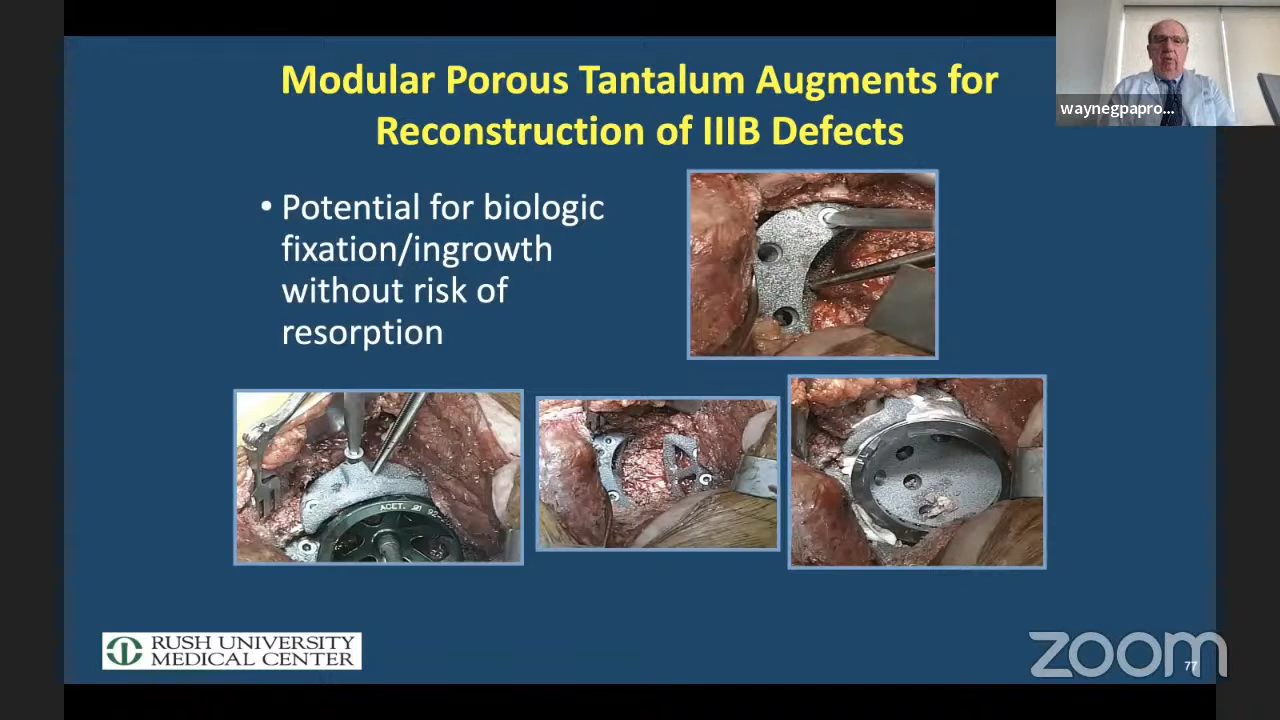 Modular Porous Tantalum Augments for
Reconstruction of IIIB Defects
waynegpapro...
• Potential for biologic
fixation/ingrowth
without risk of
resorption
ACET.
RUSH UNIVERSITY
MEDICAL CENTER
zoom
77